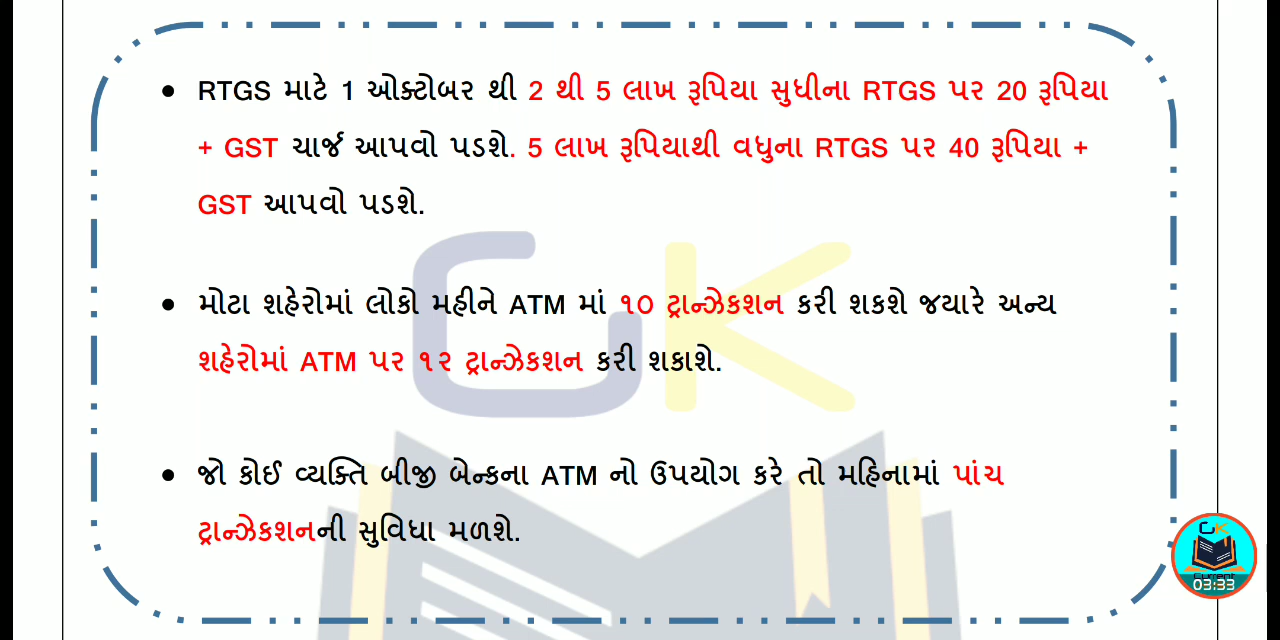 • RTGS માટે 1 ઓક્ટોબર થી 2 થી 5 લાખ રૂપિયા સુધીના RTGS પર 20 રૂપિયા
+ GST ચાર્જ આપવો પડશે. 5 લાખ રૂપિયાથી વધુના RTGS પર 40 રૂપિયા +
GST આપવો પડશે.
• મોટા શહેરોમાં લોકો મહીને ATM માં ૧૦ ટ્રાન્ઝેકશન કરી શકશે જયારે અન્ય
શહેરોમાં ATM પર ૧૨ ટ્રાન્ઝેકશન કરી શકાશે.
• જો કોઈ વ્યક્તિ બીજી બેન્કના ATM નો ઉપયોગ કરે તો મહિનામાં પાંચ
ટ્રાન્ઝેકશનની સુવિધા મળશે.
GK
GK
Current
03:33